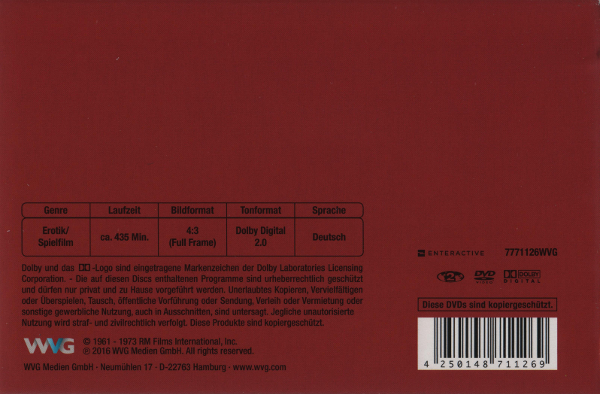 Genre Laufzeit Bildformat Tonformat Sprache
Erotik/ Spielfilm ca. 435 Min. 4:3 (Full Frame) Dolby Digital 2.0 Deutsch
Dolby und das DD-Logo sind eingetragene Markenzeichen der Dolby Laboratories Licensing
Corporation. - Die auf diesen Discs enthaltenen Programme sind urheberrechtlich geschützt
und dürfen nur privat und zu Hause vorgeführt werden. Unerlaubtes Kopieren, Vervielfältigen
oder Überspielen, Tausch, öffentliche Vorführung oder Sendung, Verleih oder Vermietung oder
sonstige gewerbliche Nutzung, auch in Ausschnitten, sind untersagt. Jegliche unautorisierte
Nutzung wird straf- und zivilrechtlich verfolgt. Diese Produkte sind kopiergeschützt.
WVG
© 1961 - 1973 RM Films International, Inc.
℗ 2016 WVG Medien GmbH. All rights reserved.
WVG Medien GmbH · Neumühlen 17 · D-22763 Hamburg · www.wvg.com
ENTERACTIVE 7771126WVG
2 DVD VIDEO DOLBY DIGITAL
Diese DVDs sind kopiergeschützt.
4 250148 711269